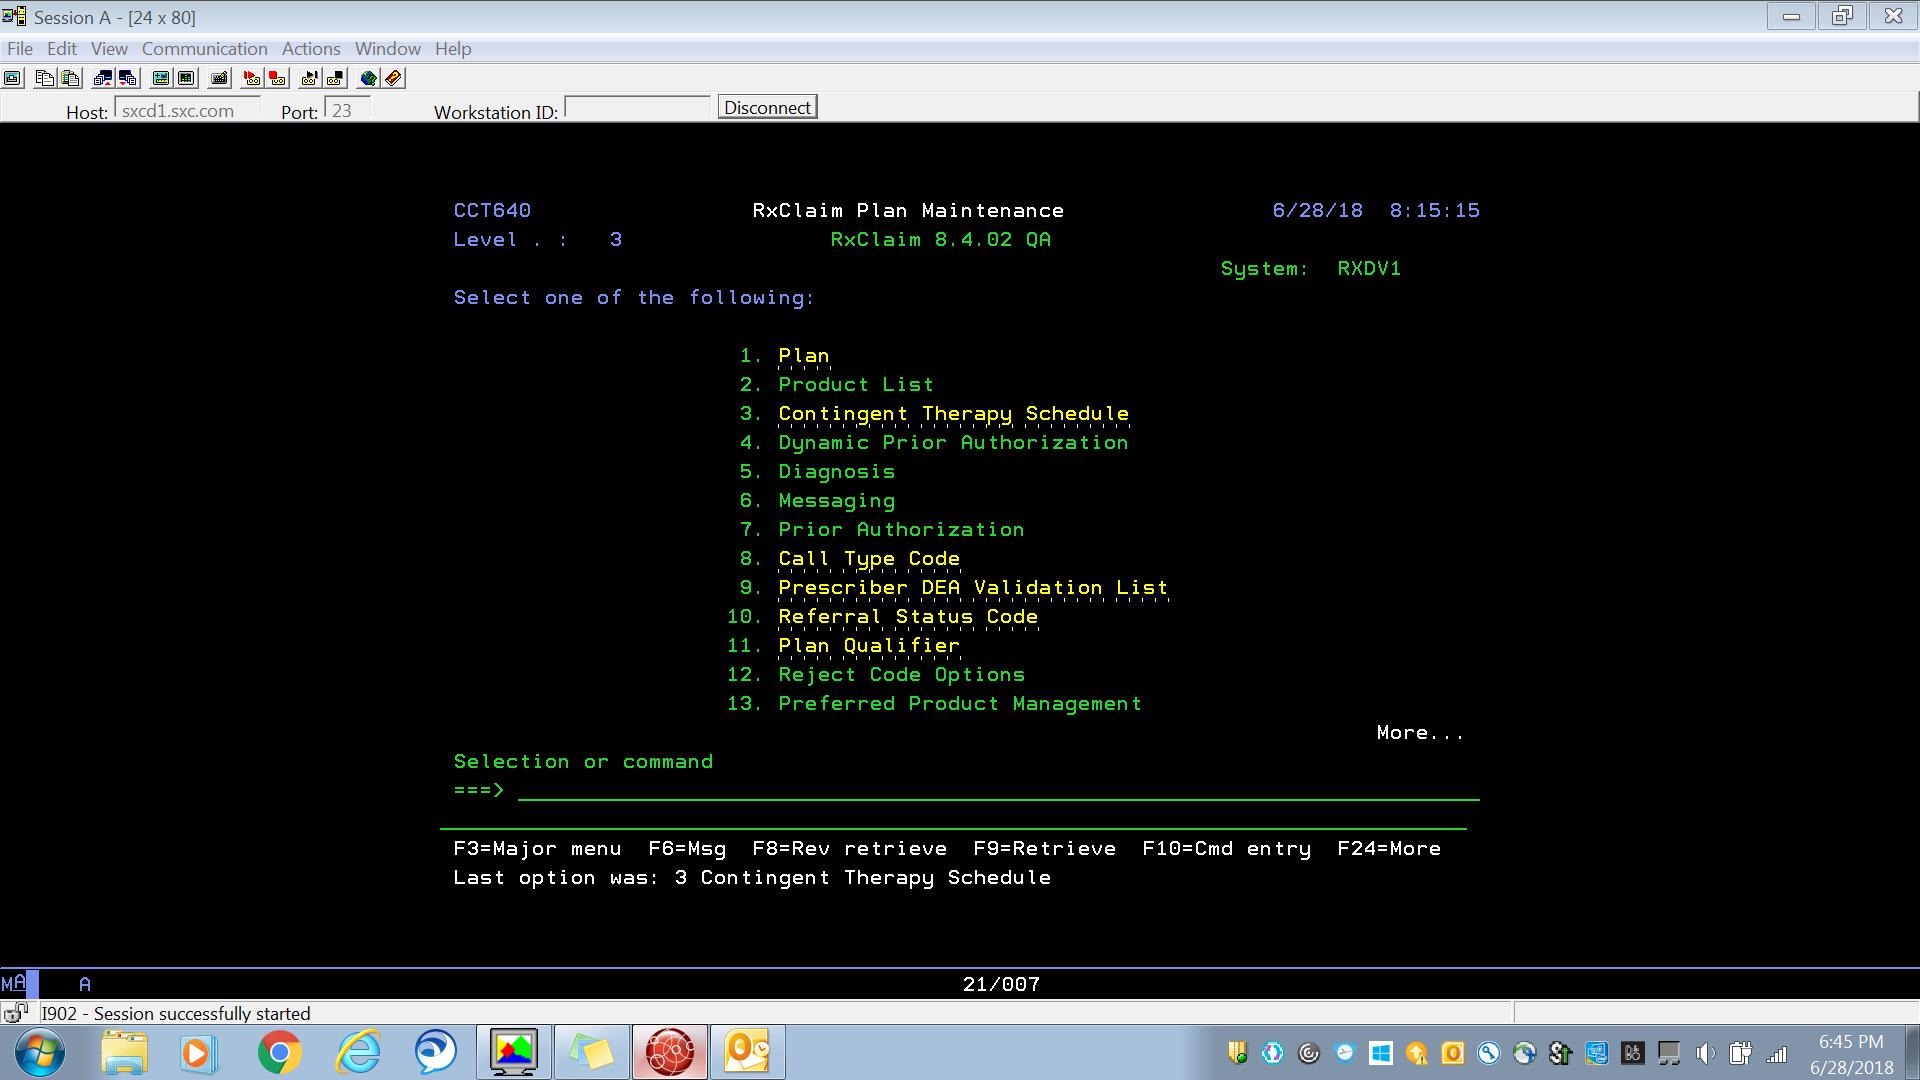 Session A - [24 x 80]
File Edit View Communication Actions Window Help
Host: sxcd1.sxc.com Port: 23 Workstation ID: Disconnect
CCT640 RxClaim Plan Maintenance 6/28/18 8:15:15
Level . : 3 RxClaim 8.4.02 QA
System: RXDV1
Select one of the following:
1. Plan
2. Product List
3. Contingent Therapy Schedule
4. Dynamic Prior Authorization
5. Diagnosis
6. Messaging
7. Prior Authorization
8. Call Type Code
9. Prescriber DEA Validation List
10. Referral Status Code
11. Plan Qualifier
12. Reject Code Options
13. Preferred Product Management
More...
Selection or command
===>
F3=Major menu F6=Msg F8=Rev retrieve F9=Retrieve F10=Cmd entry F24=More
Last option was: 3 Contingent Therapy Schedule
MA A 21/007
I902 - Session successfully started
6:45 PM
6/28/2018